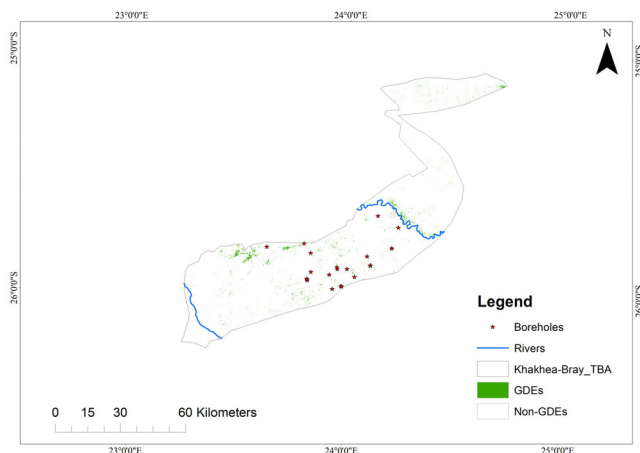 23°0'0"E 24°0'0"E 25°0'0"E
N
25°0'0"S 25°0'0"S
26°0'0"S 26°0'0"S
Legend
Boreholes
Rivers
Khakhea-Bray_TBA
GDEs
Non-GDEs
0 15 30 60 Kilometers
23°0'0"E 24°0'0"E 25°0'0"E